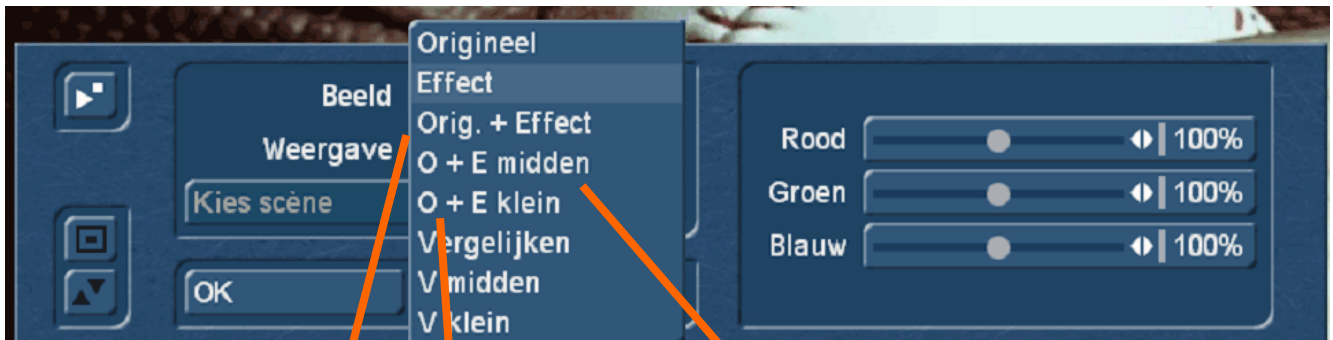 Beeld
Weergave
Kies scène
OK
Origineel
Effect
Orig. + Effect
O + E midden
O + E klein
Vergelijken
V midden
V klein
Rood 100%
Groen 100%
Blauw 100%